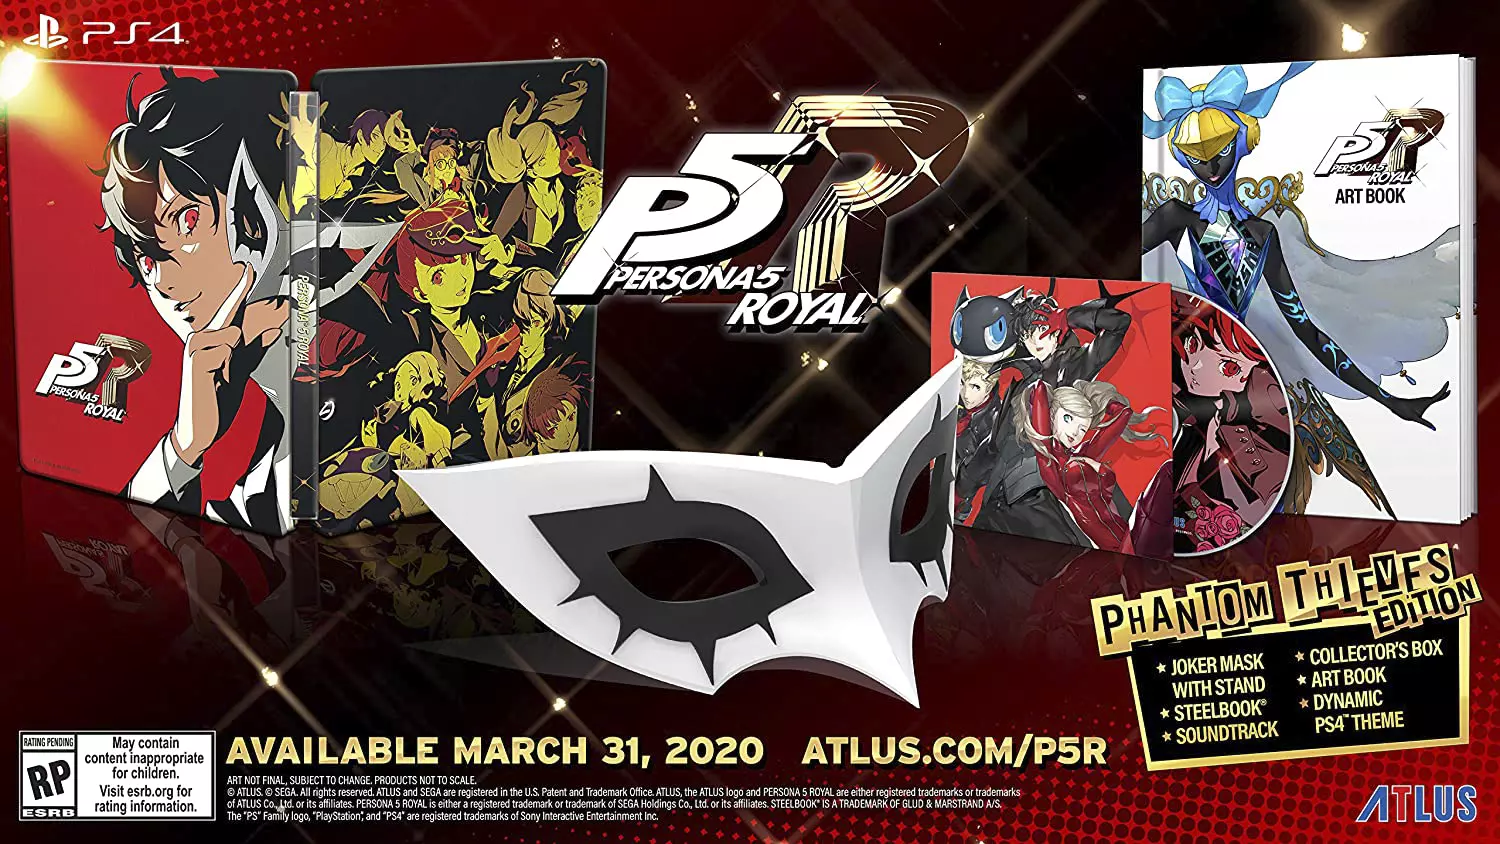 PS4
P5R
PERSONA5
ROYAL
PERSONA5 ROYAL
P5R
PERSONA5
ROYAL
P5R
PERSONA5
ROYAL
ART BOOK
PHANTOM THIEVES
EDITION
JOKER MASK
WITH STAND
STEELBOOK®
SOUNDTRACK
COLLECTOR'S BOX
ART BOOK
DYNAMIC
PS4™ THEME
RATING PENDING
RP
ESRB
May contain
content inappropriate
for children.
Visit esrb.org for
rating information.
AVAILABLE MARCH 31, 2020 ATLUS.COM/P5R
ART NOT FINAL, SUBJECT TO CHANGE. PRODUCTS NOT TO SCALE.
© ATLUS. © SEGA. All rights reserved. ATLUS and SEGA are registered in the U.S. Patent and Trademark Office. ATLUS, the ATLUS logo and PERSONA 5 ROYAL are either registered trademarks or trademarks
of ATLUS Co., Ltd. or its affiliates. PERSONA 5 ROYAL is either a registered trademark or trademark of SEGA Holdings Co., Ltd. or its affiliates. STEELBOOK® IS A TRADEMARK OF GLUD & MARSTRAND A/S.
The "PS" Family logo, "PlayStation", and "PS4" are registered trademarks of Sony Interactive Entertainment Inc.
ATLUS